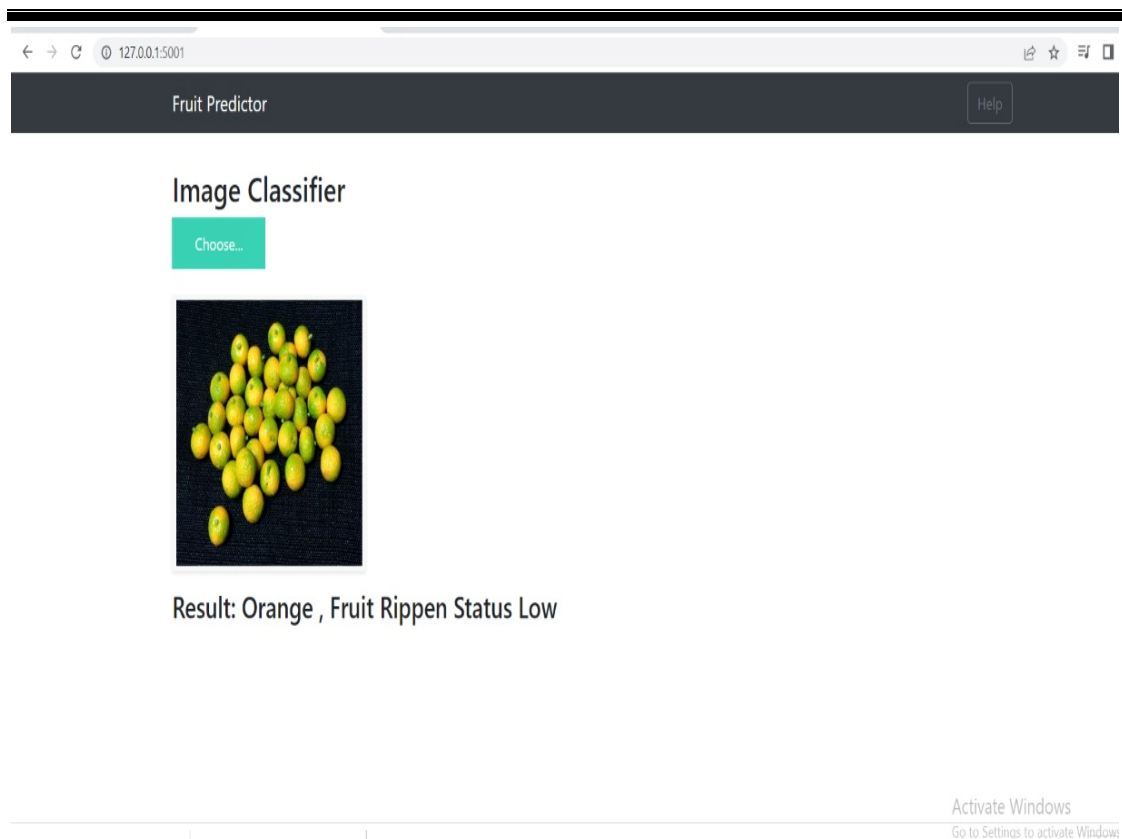 127.0.0.1:5001
Fruit Predictor
Help
Image Classifier
Choose...
Result: Orange , Fruit Rippen Status Low
Activate Windows
Go to Settings to activate Windows